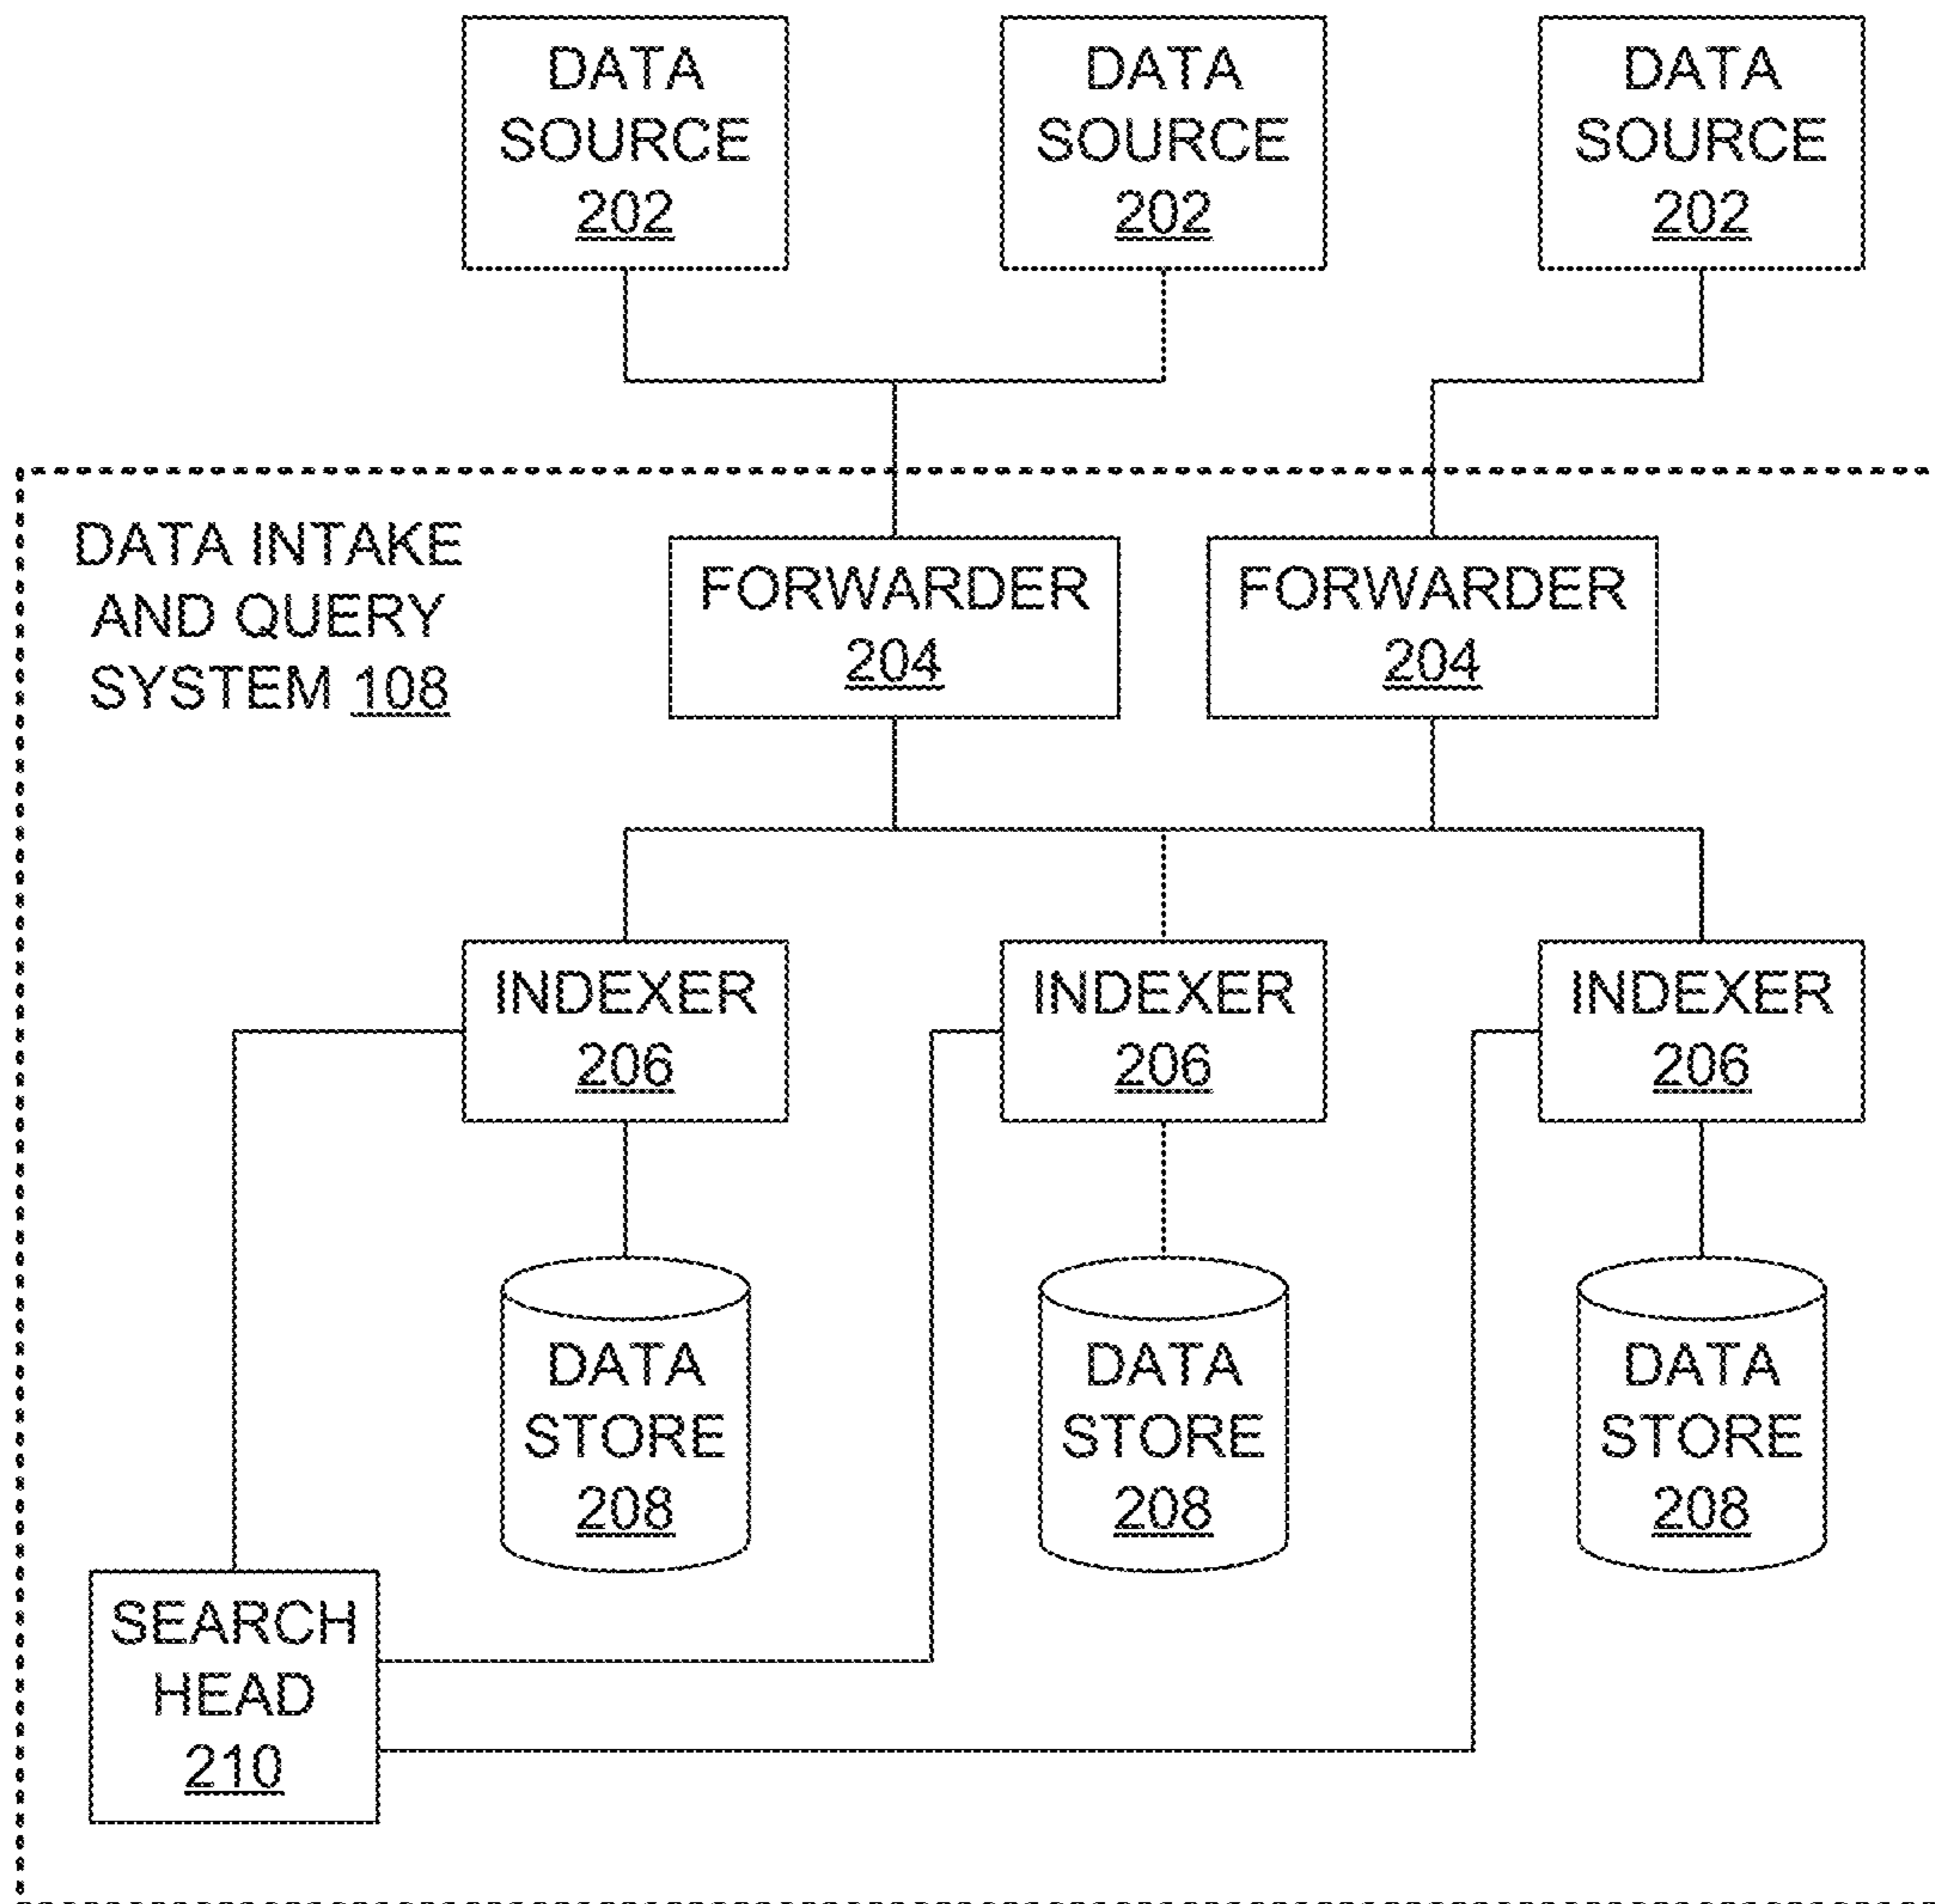 DATA
SOURCE
202
DATA
SOURCE
202
DATA
SOURCE
202
DATA INTAKE
AND QUERY
SYSTEM 108
FORWARDER
204
FORWARDER
204
INDEXER
206
INDEXER
206
INDEXER
206
DATA
STORE
208
DATA
STORE
208
DATA
STORE
208
SEARCH
HEAD
210